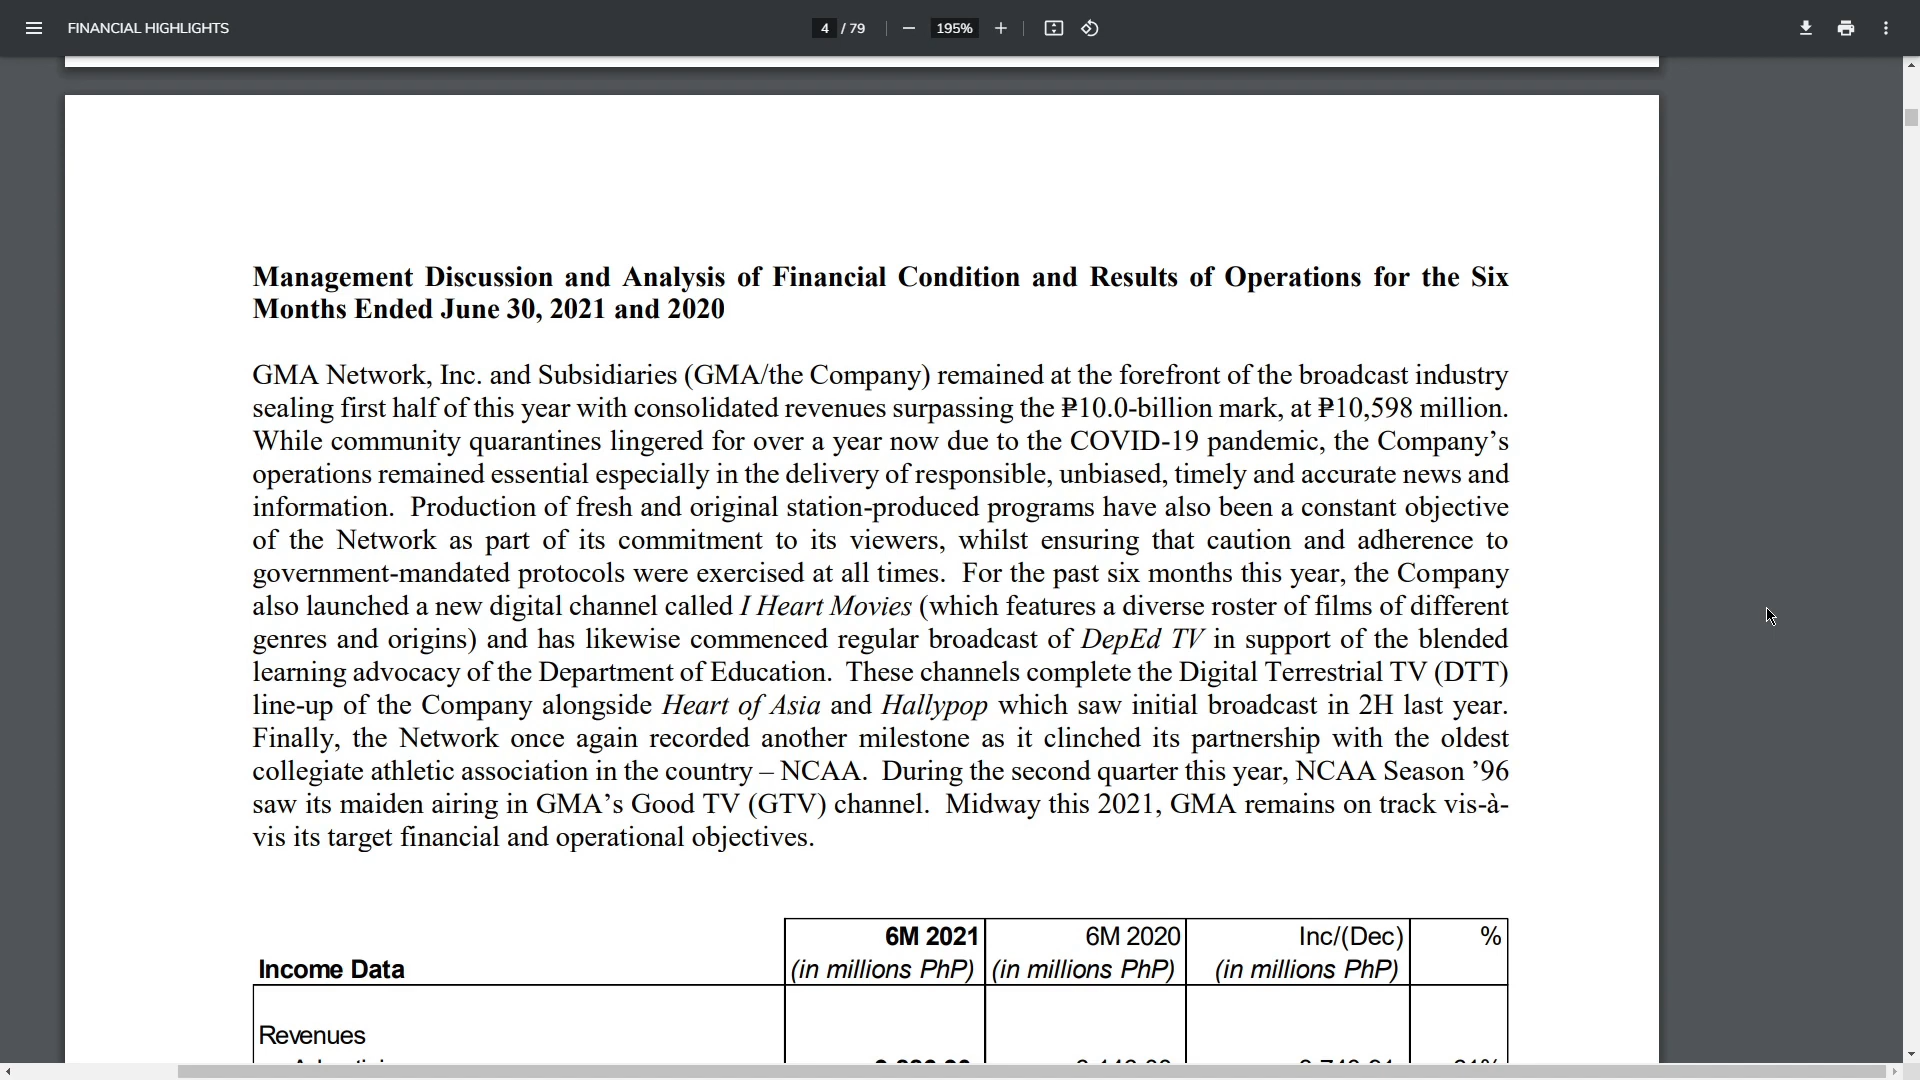 FINANCIAL HIGHLIGHTS
4 / 79
195%
Management Discussion and Analysis of Financial Condition and Results of Operations for the Six
Months Ended June 30, 2021 and 2020
GMA Network, Inc. and Subsidiaries (GMA/the Company) remained at the forefront of the broadcast industry
sealing first half of this year with consolidated revenues surpassing the ₱10.0-billion mark, at ₱10,598 million.
While community quarantines lingered for over a year now due to the COVID-19 pandemic, the Company’s
operations remained essential especially in the delivery of responsible, unbiased, timely and accurate news and
information.  Production of fresh and original station-produced programs have also been a constant objective
of the Network as part of its commitment to its viewers, whilst ensuring that caution and adherence to
government-mandated protocols were exercised at all times.  For the past six months this year, the Company
also launched a new digital channel called I Heart Movies (which features a diverse roster of films of different
genres and origins) and has likewise commenced regular broadcast of DepEd TV in support of the blended
learning advocacy of the Department of Education.  These channels complete the Digital Terrestrial TV (DTT)
line-up of the Company alongside Heart of Asia and Hallypop which saw initial broadcast in 2H last year.
Finally, the Network once again recorded another milestone as it clinched its partnership with the oldest
collegiate athletic association in the country – NCAA.  During the second quarter this year, NCAA Season ’96
saw its maiden airing in GMA’s Good TV (GTV) channel.  Midway this 2021, GMA remains on track vis-à-
vis its target financial and operational objectives.
6M 2021 6M 2020 Inc/(Dec) %
Income Data (in millions PhP) (in millions PhP) (in millions PhP)
Revenues